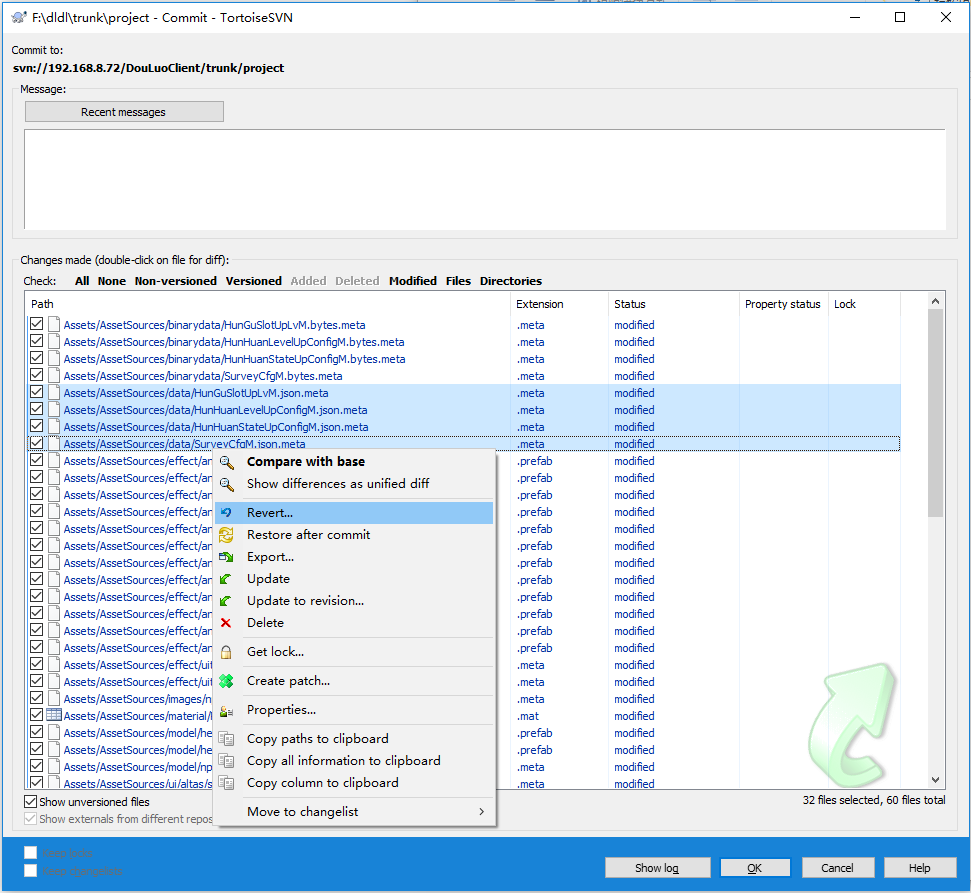 F:\dldl\trunk\project - Commit - TortoiseSVN
Commit to:
svn://192.168.8.72/DouLuoClient/trunk/project
Message:
Recent messages
Changes made (double-click on file for diff):
Check: All None Non-versioned Versioned Added Deleted Modified Files Directories
Path Extension Status Property status Lock
Assets/AssetSources/binarydata/HunGuSlotUpLvM.bytes.meta .meta modified
Assets/AssetSources/binarydata/HunHuanLevelUpConfigM.bytes.meta .meta modified
Assets/AssetSources/binarydata/HunHuanStateUpConfigM.bytes.meta .meta modified
Assets/AssetSources/binarydata/SurveyCfgM.bytes.meta .meta modified
Assets/AssetSources/data/HunGuSlotUpLvM.json.meta .meta modified
Assets/AssetSources/data/HunHuanLevelUpConfigM.json.meta .meta modified
Assets/AssetSources/data/HunHuanStateUpConfigM.json.meta .meta modified
Assets/AssetSources/data/SurveyCfgM.json.meta .meta modified
Assets/AssetSources/effect/ar .prefab modified
Assets/AssetSources/effect/ar .prefab modified
Assets/AssetSources/effect/ar .prefab modified
Assets/AssetSources/effect/ar .prefab modified
Assets/AssetSources/effect/ar .prefab modified
Assets/AssetSources/effect/ar .prefab modified
Assets/AssetSources/effect/ar .prefab modified
Assets/AssetSources/effect/ar .prefab modified
Assets/AssetSources/effect/ar .prefab modified
Assets/AssetSources/effect/ar .prefab modified
Assets/AssetSources/effect/ar .prefab modified
Assets/AssetSources/effect/ar .prefab modified
Assets/AssetSources/effect/uit .meta modified
Assets/AssetSources/effect/uit .meta modified
Assets/AssetSources/images/n .meta modified
Assets/AssetSources/material/ .mat modified
Assets/AssetSources/model/he .prefab modified
Assets/AssetSources/model/he .prefab modified
Assets/AssetSources/model/np .meta modified
Assets/AssetSources/ui/altas/s .meta modified
Compare with base
Show differences as unified diff
Revert...
Restore after commit
Export...
Update
Update to revision...
Delete
Get lock...
Create patch...
Properties...
Copy paths to clipboard
Copy all information to clipboard
Copy column to clipboard
Move to changelist
Show unversioned files
32 files selected, 60 files total
Show externals from different repos
Show log OK Cancel Help